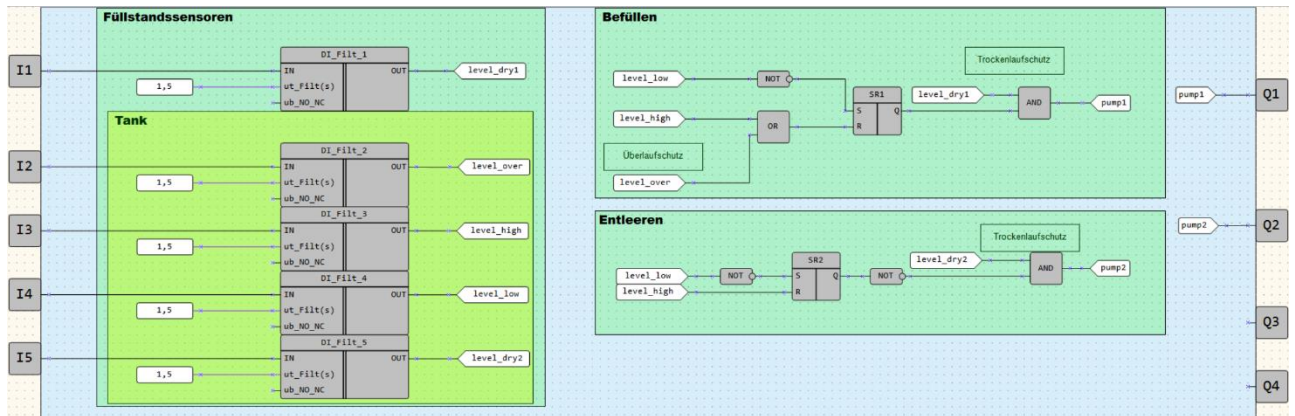 Füllstandssensoren
I1
DI_Filt_1
IN
OUT
level_dry1
1,5
ut_Filt(s)
ub_NO_NC
Tank
I2
DI_Filt_2
IN
OUT
level_over
1,5
ut_Filt(s)
ub_NO_NC
I3
DI_Filt_3
IN
OUT
level_high
1,5
ut_Filt(s)
ub_NO_NC
I4
DI_Filt_4
IN
OUT
level_low
1,5
ut_Filt(s)
ub_NO_NC
I5
DI_Filt_5
IN
OUT
level_dry2
1,5
ut_Filt(s)
ub_NO_NC
Befüllen
Trockenlaufschutz
level_low
NOT
SR1
level_dry1
AND
pump1
S
Q
level_high
OR
R
Überlaufschutz
level_over
Entleeren
Trockenlaufschutz
SR2
level_dry2
AND
pump2
level_low
NOT
S
Q
NOT
level_high
R
pump1
Q1
pump2
Q2
Q3
Q4